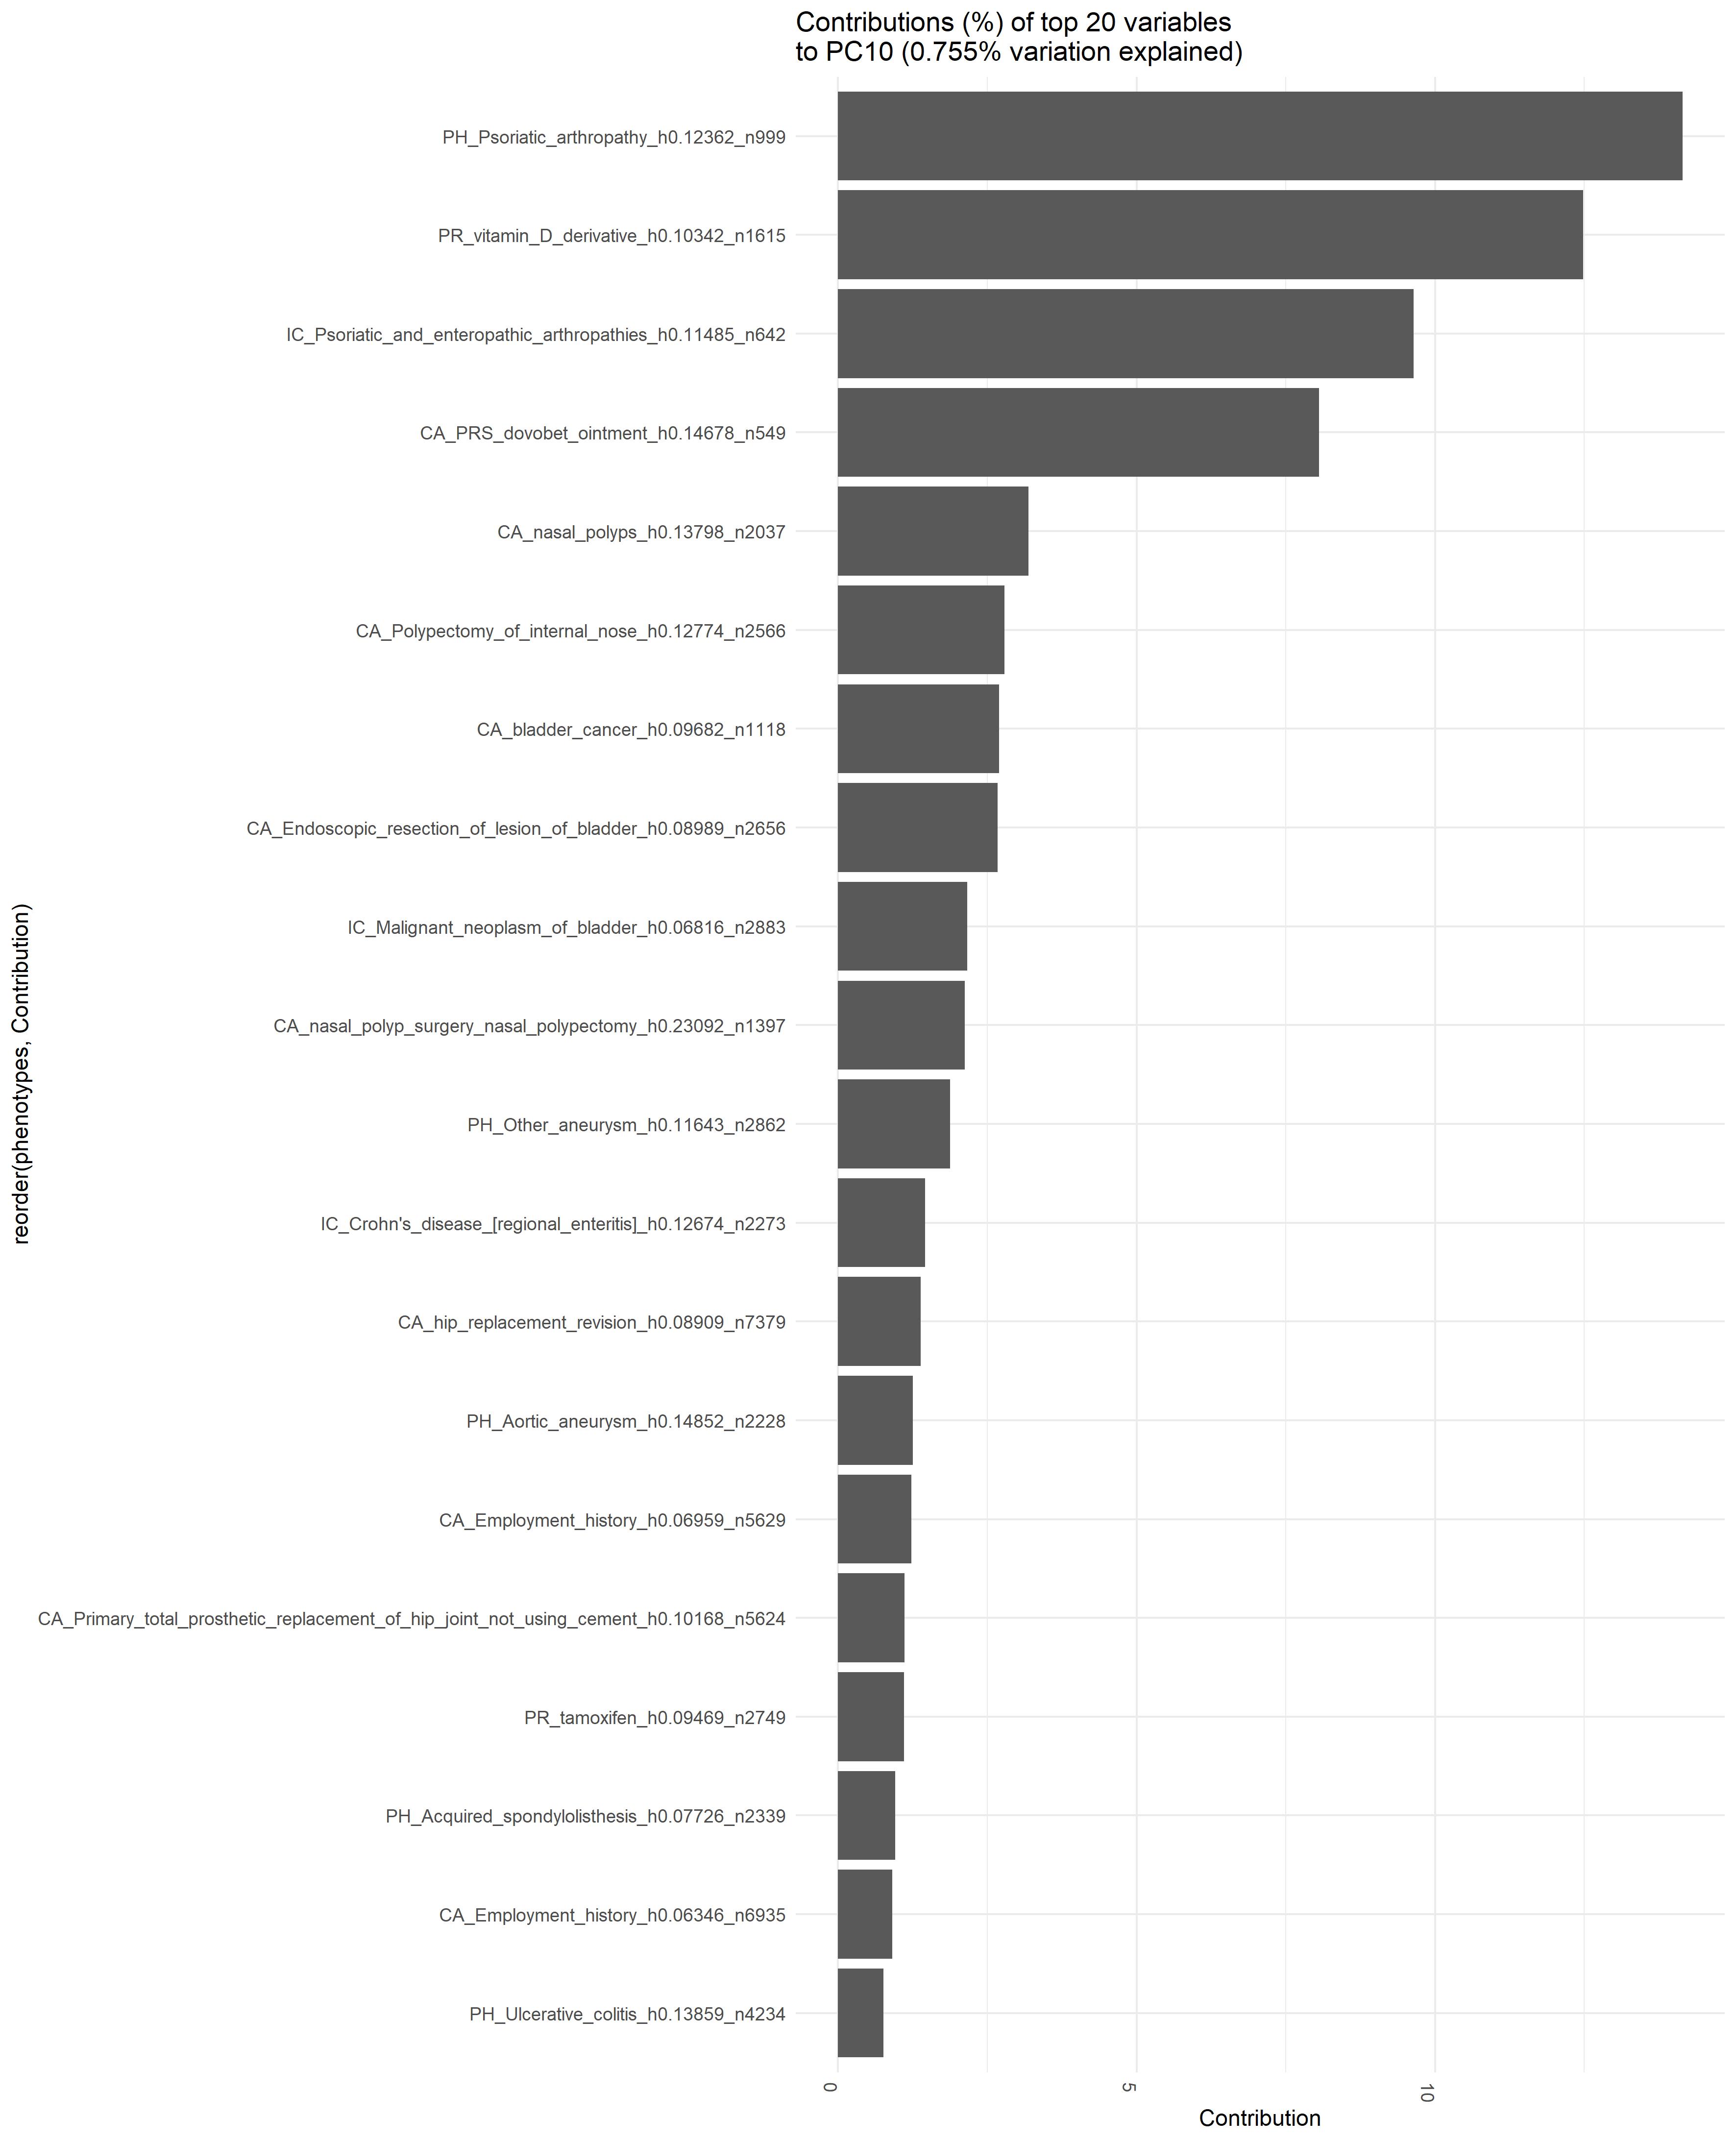 Contributions (%) of top 20 variables
to PC10 (0.755% variation explained)
PH_Psoriatic_arthropathy_h0.12362_n999
PR_vitamin_D_derivative_h0.10342_n1615
IC_Psoriatic_and_enteropathic_arthropathies_h0.11485_n642
CA_PRS_dovobet_ointment_h0.14678_n549
CA_nasal_polyps_h0.13798_n2037
CA_Polypectomy_of_internal_nose_h0.12774_n2566
CA_bladder_cancer_h0.09682_n1118
CA_Endoscopic_resection_of_lesion_of_bladder_h0.08989_n2656
IC_Malignant_neoplasm_of_bladder_h0.06816_n2883
CA_nasal_polyp_surgery_nasal_polypectomy_h0.23092_n1397
PH_Other_aneurysm_h0.11643_n2862
IC_Crohn's_disease_[regional_enteritis]_h0.12674_n2273
CA_hip_replacement_revision_h0.08909_n7379
PH_Aortic_aneurysm_h0.14852_n2228
CA_Employment_history_h0.06959_n5629
CA_Primary_total_prosthetic_replacement_of_hip_joint_not_using_cement_h0.10168_n5624
PR_tamoxifen_h0.09469_n2749
PH_Acquired_spondylolisthesis_h0.07726_n2339
CA_Employment_history_h0.06346_n6935
PH_Ulcerative_colitis_h0.13859_n4234
reorder(phenotypes, Contribution)
0
5
10
Contribution